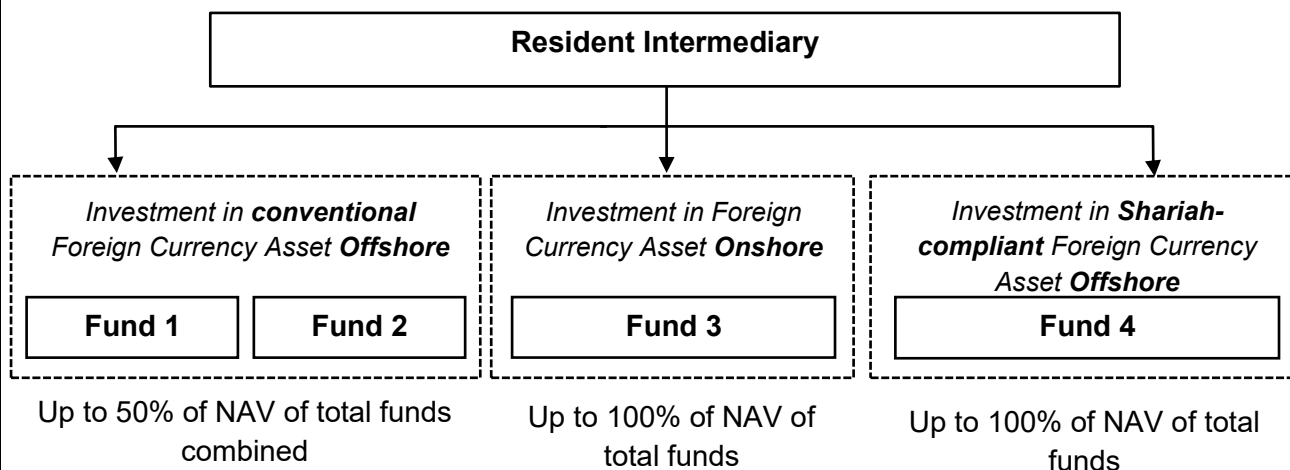 Resident Intermediary
Investment in conventional
Foreign Currency Asset Offshore
Fund 1
Fund 2
Up to 50% of NAV of total funds
combined
Investment in Foreign
Currency Asset Onshore
Fund 3
Up to 100% of NAV of
total funds
Investment in Shariah-
compliant Foreign Currency
Asset Offshore
Fund 4
Up to 100% of NAV of total
funds